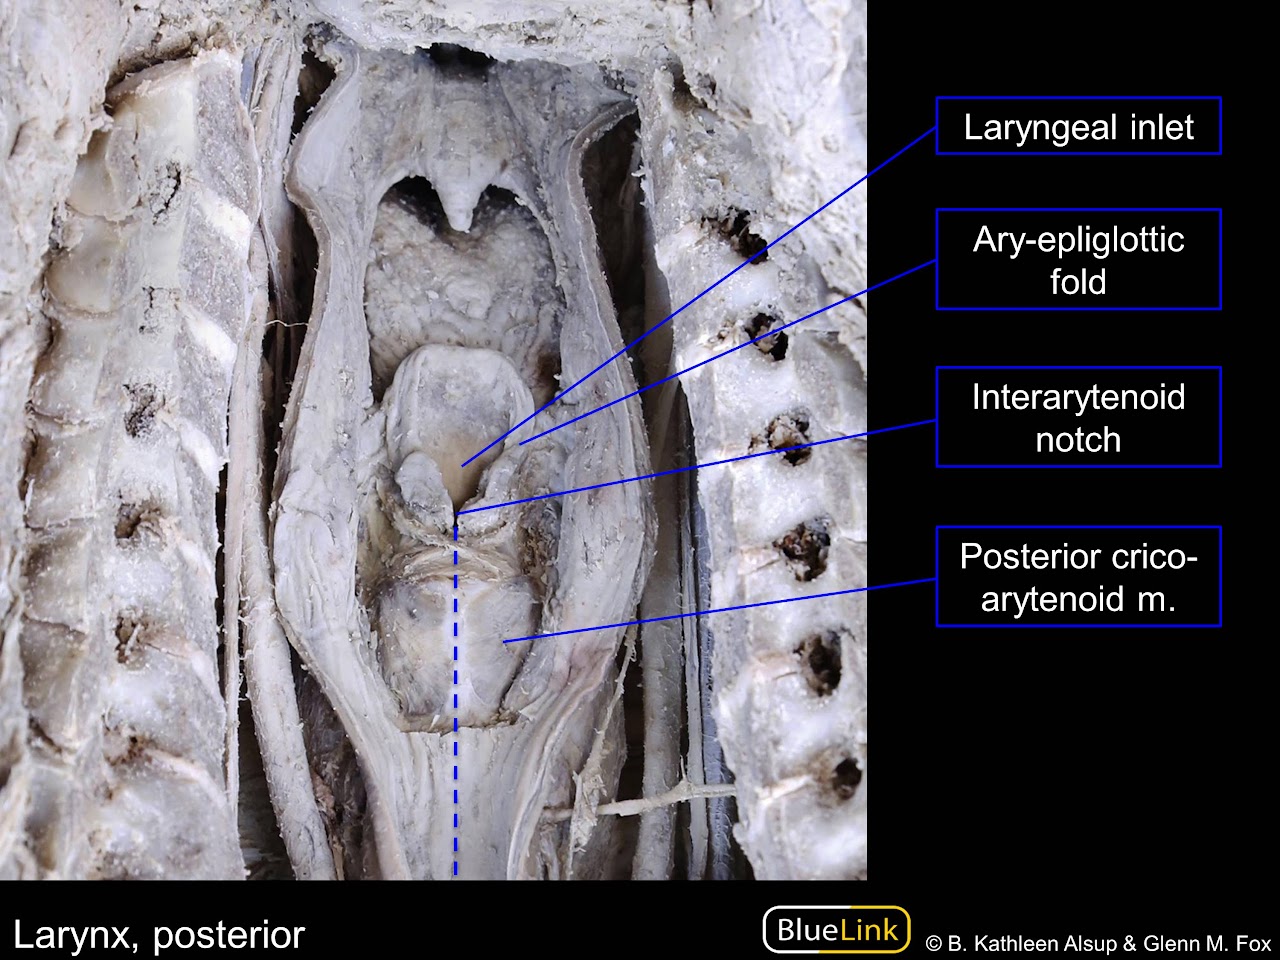 Laryngeal inlet
Ary-epliglottic
fold
Interarytenoid
notch
Posterior crico-
arytenoid m.
Larynx, posterior
BlueLink
© B. Kathleen Alsup & Glenn M. Fox